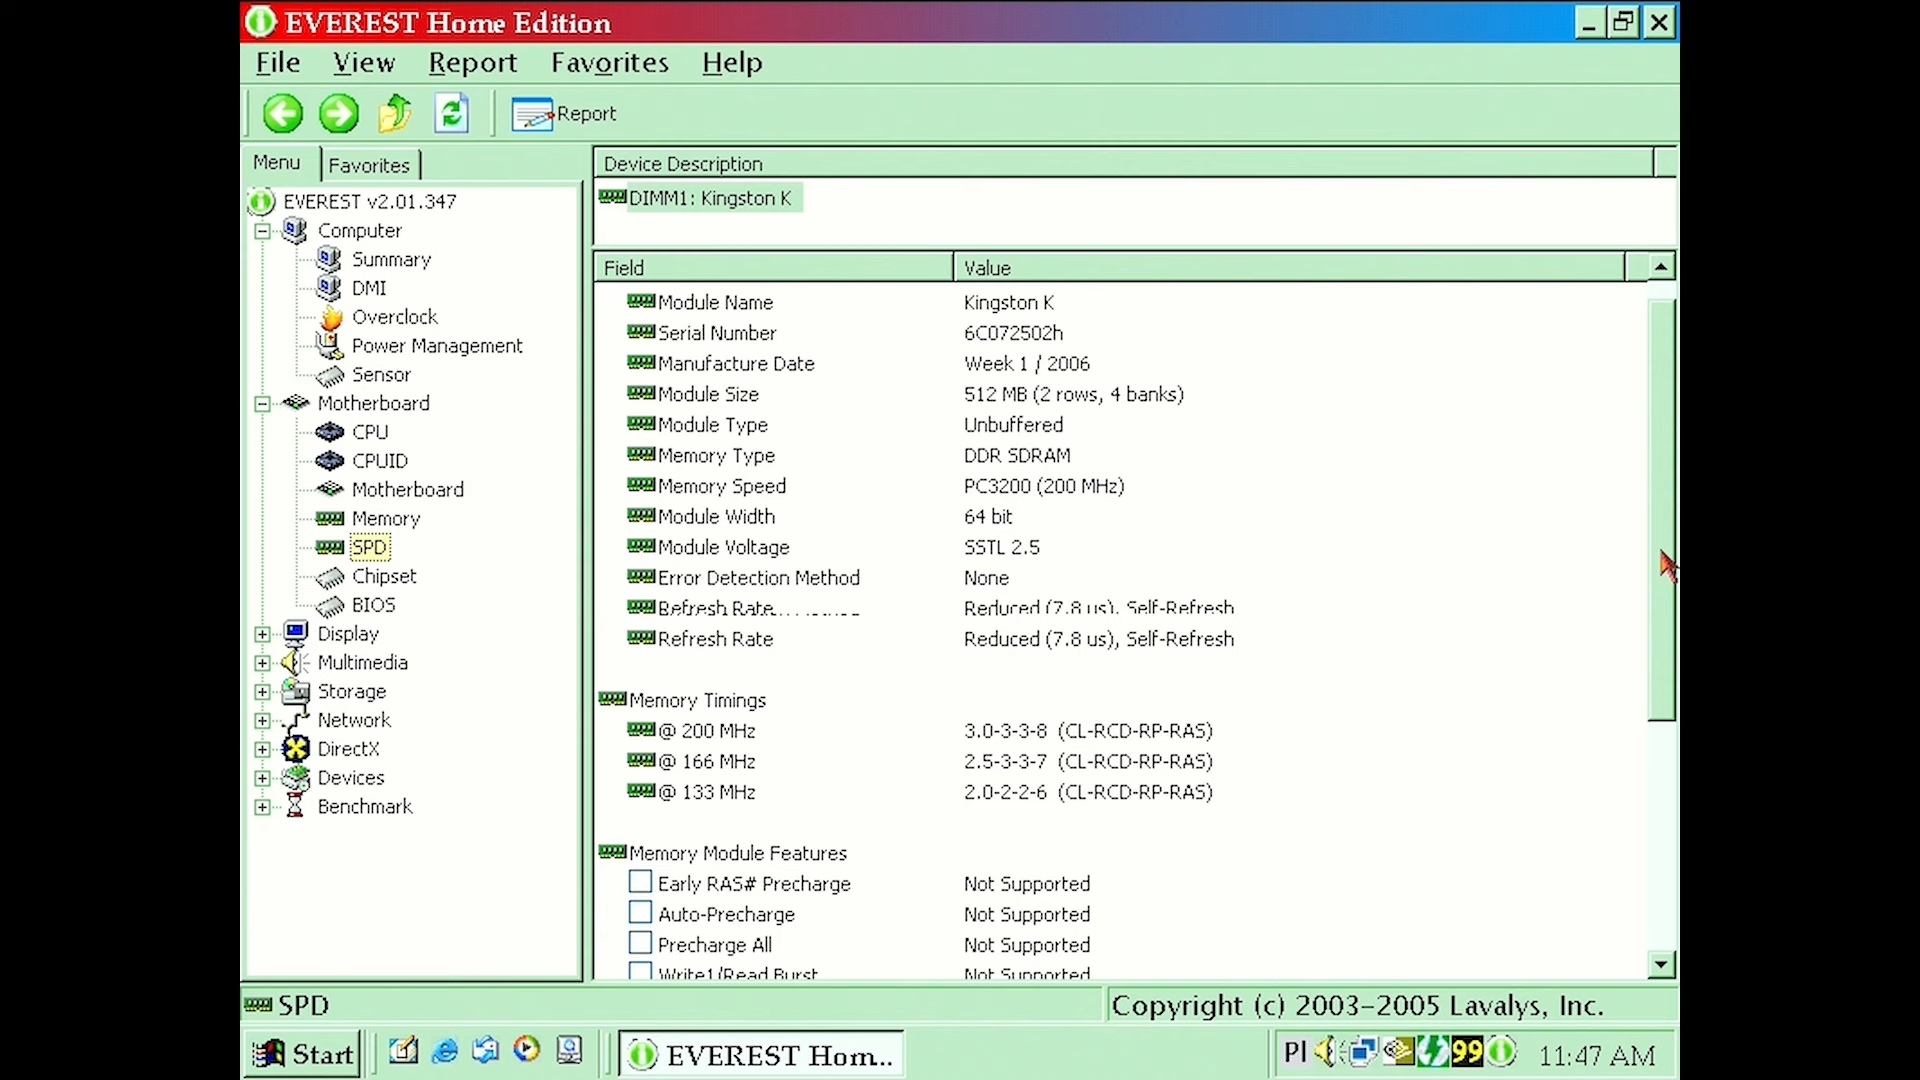 EVEREST Home Edition
File View Report Favorites Help
Report
Menu Favorites
EVEREST v2.01.347
Computer
Summary
DMI
Overclock
Power Management
Sensor
Motherboard
CPU
CPUID
Motherboard
Memory
SPD
Chipset
BIOS
Display
Multimedia
Storage
Network
DirectX
Devices
Benchmark
Device Description
DIMM1: Kingston K
Field Value
Module Name Kingston K
Serial Number 6C072502h
Manufacture Date Week 1 / 2006
Module Size 512 MB (2 rows, 4 banks)
Module Type Unbuffered
Memory Type DDR SDRAM
Memory Speed PC3200 (200 MHz)
Module Width 64 bit
Module Voltage SSTL 2.5
Error Detection Method None
Refresh Rate Reduced (7.8 us), Self-Refresh
Refresh Rate Reduced (7.8 us), Self-Refresh
Memory Timings
@ 200 MHz 3.0-3-3-8 (CL-RCD-RP-RAS)
@ 166 MHz 2.5-3-3-7 (CL-RCD-RP-RAS)
@ 133 MHz 2.0-2-2-6 (CL-RCD-RP-RAS)
Memory Module Features
Early RAS# Precharge Not Supported
Auto-Precharge Not Supported
Precharge All Not Supported
Write1/Read Burst Not Supported
SPD Copyright (c) 2003-2005 Lavalys, Inc.
Start EVEREST Hom... Pl 99 11:47 AM